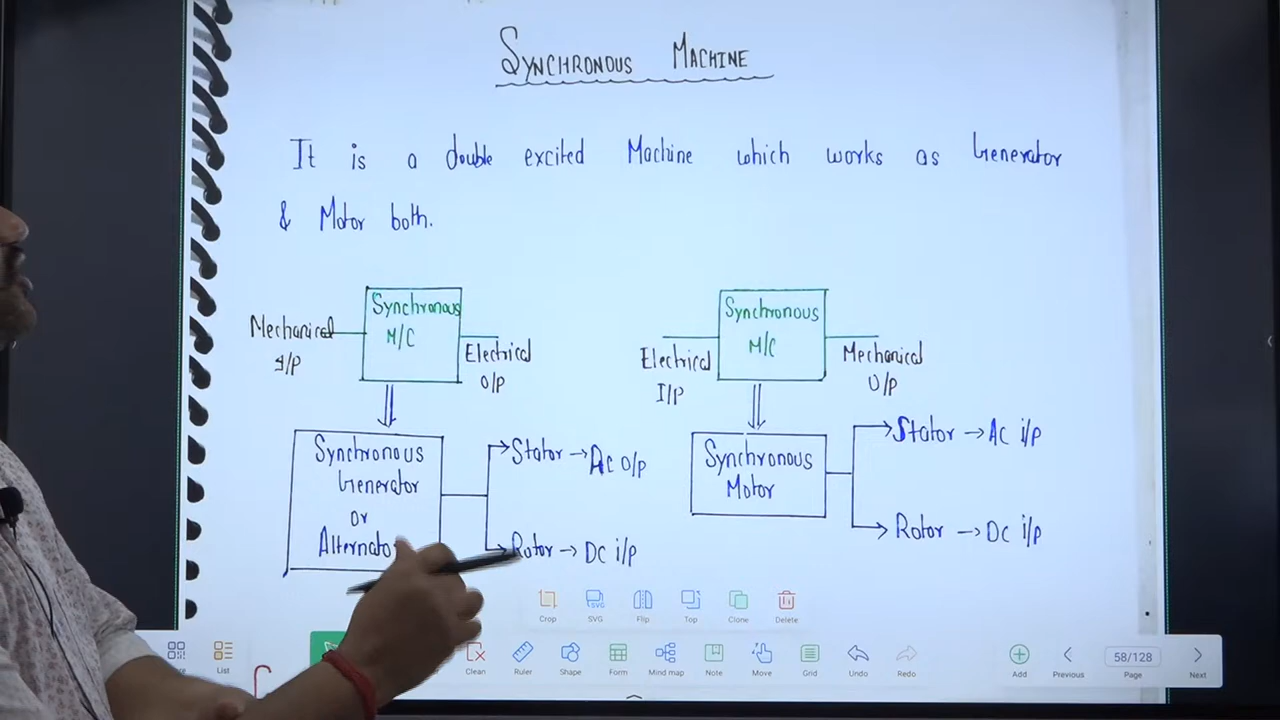 SYNCHRONOUS MACHINE
It is a double excited Machine which works as Generator
& Motor both.
Mechanical I/P
Synchronous M/C
Electrical O/P
Electrical I/P
Synchronous M/C
Mechanical O/P
Synchronous
Generator
or
Alternato
Stator → AC O/P
Rotor → DC i/P
Synchronous
Motor
Stator → AC i/P
Rotor → DC i/P
Crop SVG Flip Top Clone Delete
List Clean Ruler Shape Form Mind map Note Move Grid Undo Redo Add Previous 58/128 Page Next